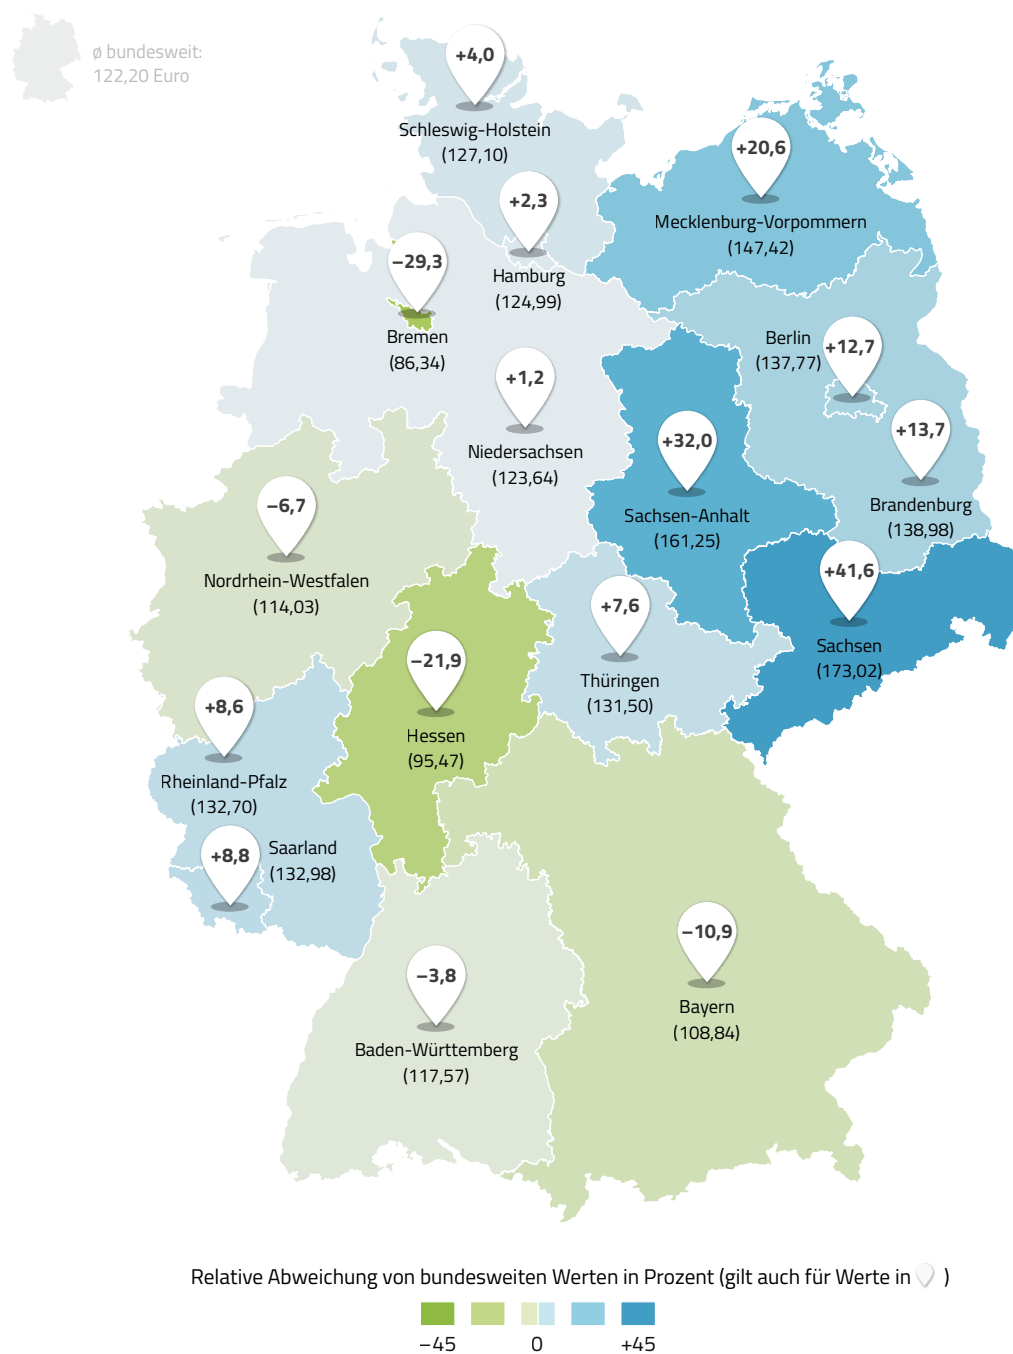 ø bundesweit:
122,20 Euro
+4,0
Schleswig-Holstein
(127,10)
+20,6
Mecklenburg-Vorpommern
(147,42)
+2,3
Hamburg
(124,99)
−29,3
Bremen
(86,34)
Berlin
(137,77)
+12,7
+1,2
Niedersachsen
(123,64)
+32,0
Sachsen-Anhalt
(161,25)
+13,7
Brandenburg
(138,98)
−6,7
Nordrhein-Westfalen
(114,03)
+41,6
Sachsen
(173,02)
+7,6
Thüringen
(131,50)
−21,9
Hessen
(95,47)
+8,6
Rheinland-Pfalz
(132,70)
+8,8
Saarland
(132,98)
−10,9
Bayern
(108,84)
−3,8
Baden-Württemberg
(117,57)
Relative Abweichung von bundesweiten Werten in Prozent (gilt auch für Werte in )
−45 0 +45